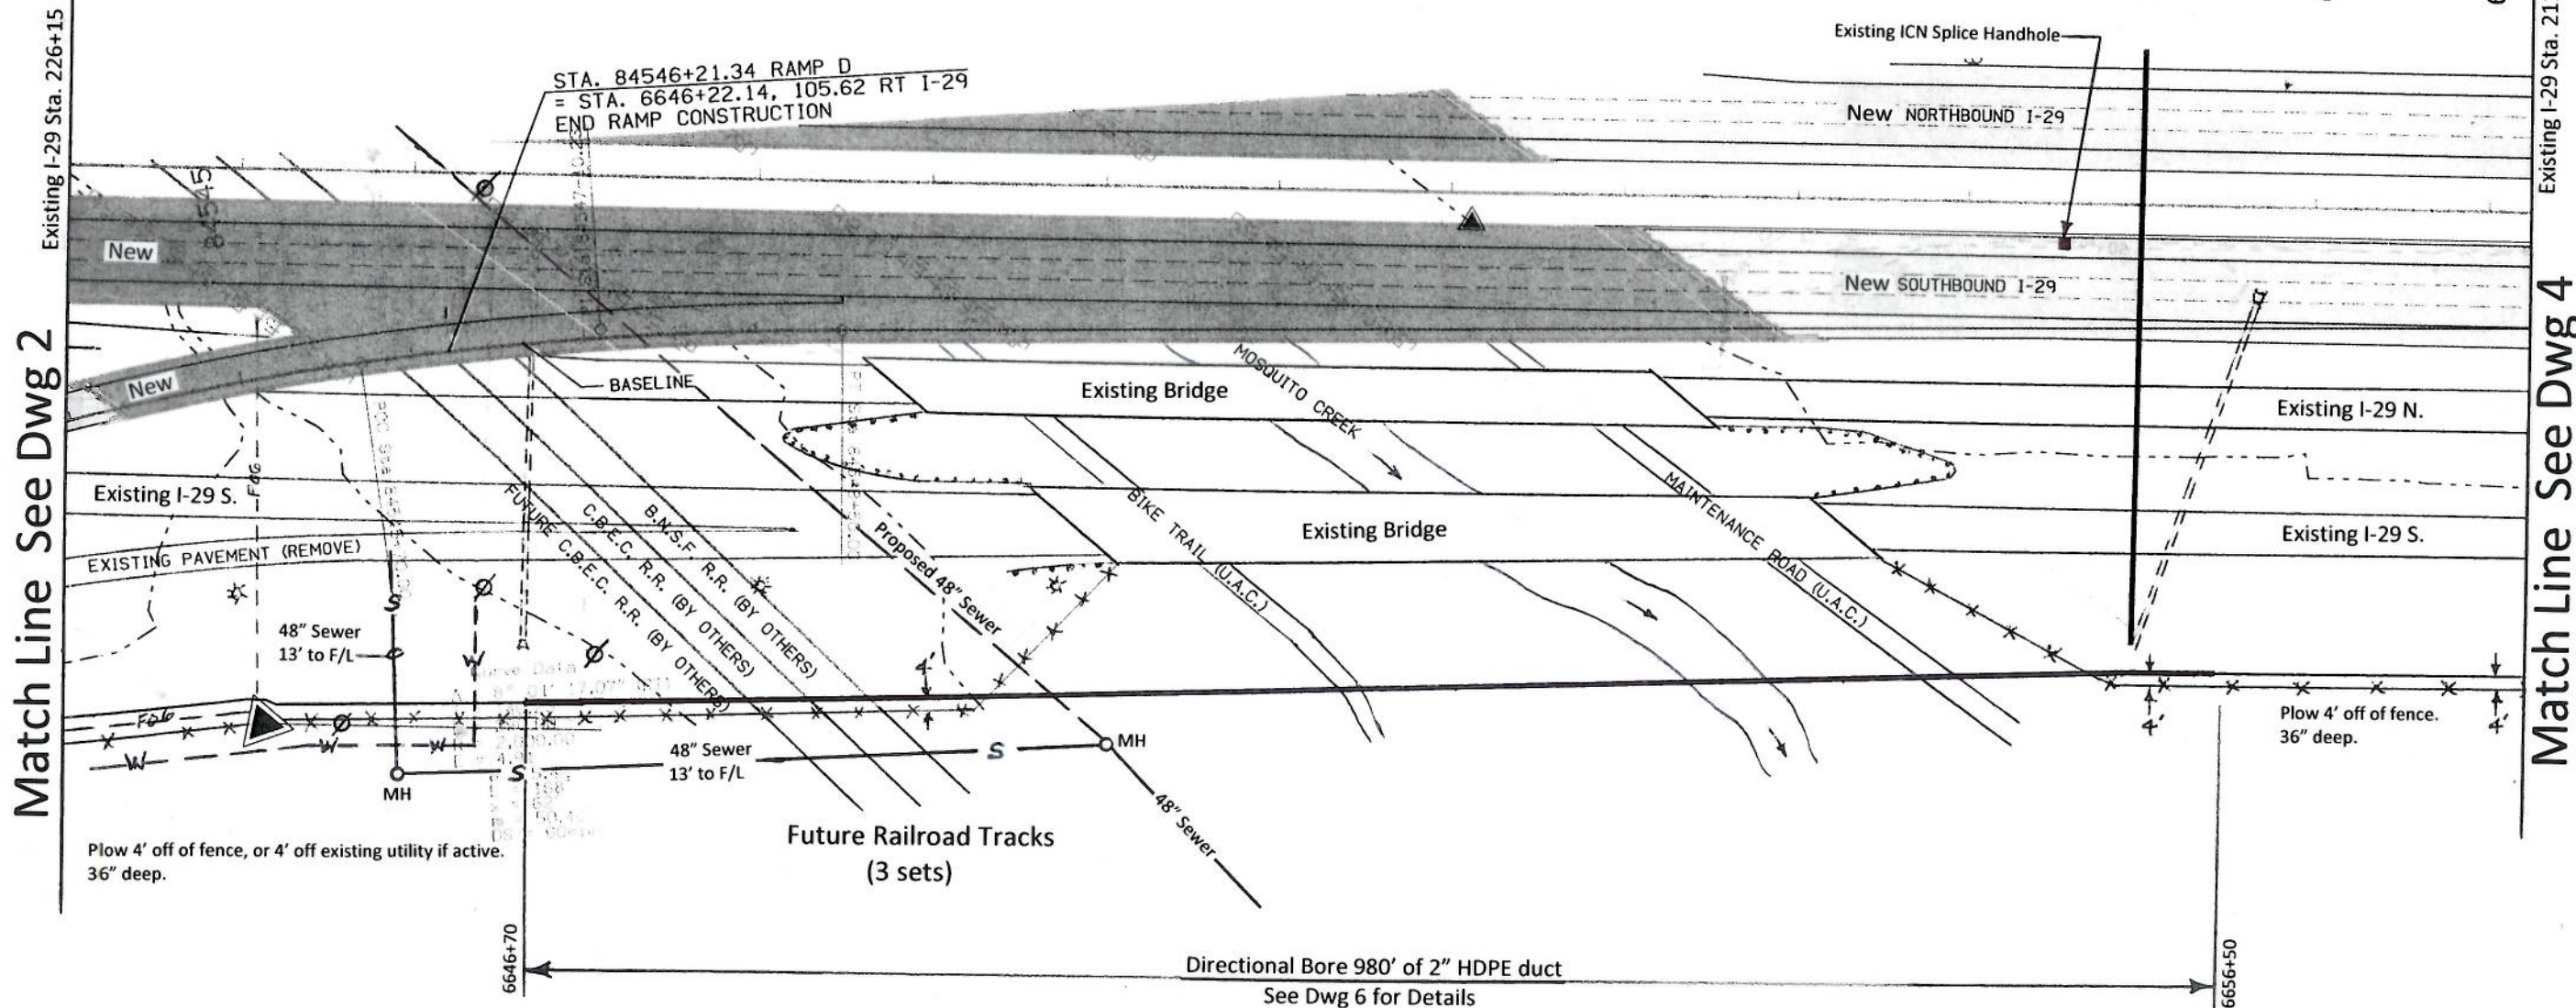 Existing I-29 Sta. 226+15
Match Line See Dwg 2
STA. 84546+21.34 RAMP D
= STA. 6646+22.14, 105.62 RT I-29
END RAMP CONSTRUCTION
Existing ICN Splice Handhole
New NORTHBOUND I-29
84545
New
New SOUTHBOUND I-29
New
BASELINE
MOSQUITO CREEK
Existing Bridge
Existing I-29 N.
FOG
Existing I-29 S.
EXISTING PAVEMENT (REMOVE)
FUTURE C.B.E.C. R.R. (BY OTHERS)
C.B.E.C. R.R. (BY OTHERS)
B.N.S.F. R.R. (BY OTHERS)
Proposed 48" Sewer
BIKE TRAIL (U.A.C.)
Existing Bridge
MAINTENANCE ROAD (U.A.C.)
Existing I-29 S.
S
48" Sewer
13' to F/L
W
Curve Data
4'
FOG
W
W
W
48" Sewer
13' to F/L
S
S
MH
MH
48" Sewer
4'
Plow 4' off of fence.
36" deep.
4'
Plow 4' off of fence, or 4' off existing utility if active.
36" deep.
Future Railroad Tracks
(3 sets)
6646+70
Directional Bore 980' of 2" HDPE duct
See Dwg 6 for Details
6656+50
Match Line See Dwg 4